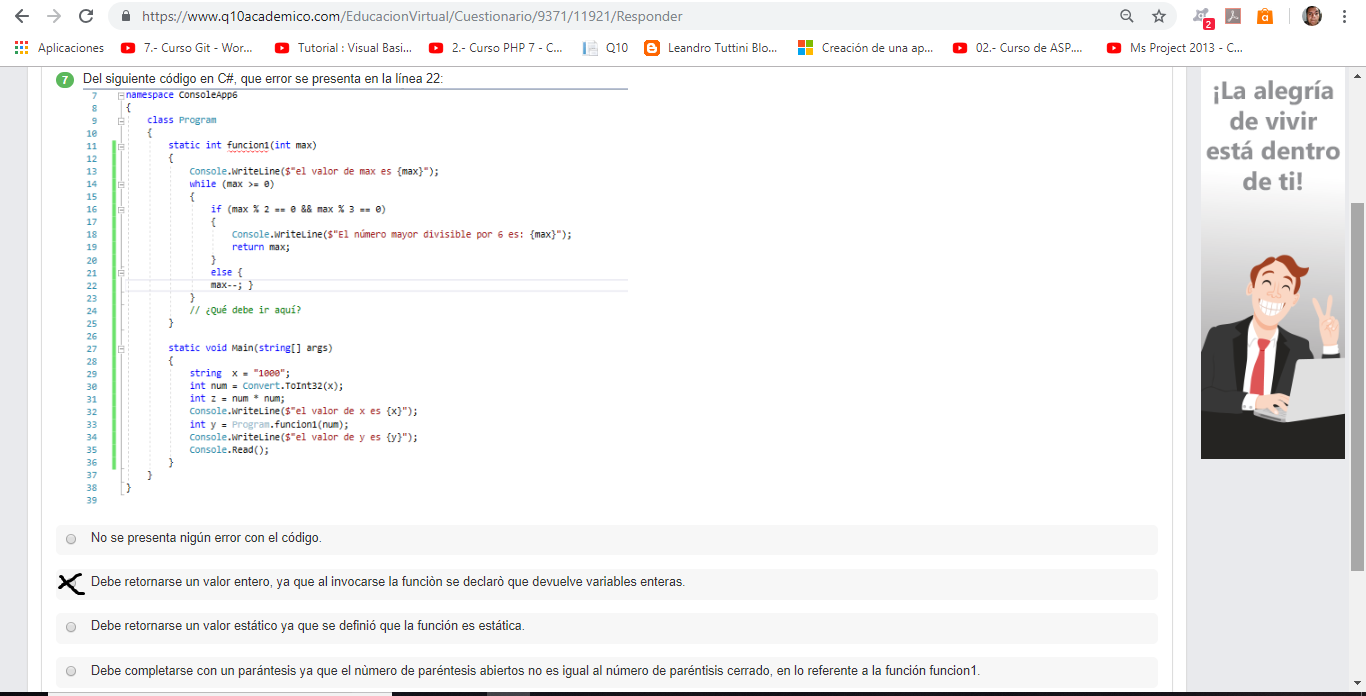 https://www.q10academico.com/EducacionVirtual/Cuestionario/9371/11921/Responder
2
Aplicaciones
7.- Curso Git - Wor...
Tutorial : Visual Basi...
2.- Curso PHP 7 - C...
Q10
Leandro Tuttini Blo...
Creación de una ap...
02.- Curso de ASP....
Ms Project 2013 - C...
7 Del siguiente código en C#, que error se presenta en la línea 22:
7 namespace ConsoleApp6
8 {
9 class Program
10 {
11 static int funcion1(int max)
12 {
13 Console.WriteLine($"el valor de max es {max}");
14 while (max >= 0)
15 {
16 if (max % 2 == 0 && max % 3 == 0)
17 {
18 Console.WriteLine($"El número mayor divisible por 6 es: {max}");
19 return max;
20 }
21 else {
22 max--; }
23 }
24 // ¿Qué debe ir aquí?
25 }
26
27 static void Main(string[] args)
28 {
29 string x = "1000";
30 int num = Convert.ToInt32(x);
31 int z = num * num;
32 Console.WriteLine($"el valor de x es {x}");
33 int y = Program.funcion1(num);
34 Console.WriteLine($"el valor de y es {y}");
35 Console.Read();
36 }
37 }
38 }
39
No se presenta nigún error con el código.
Debe retornarse un valor entero, ya que al invocarse la funciòn se declarò que devuelve variables enteras.
Debe retornarse un valor estático ya que se definió que la función es estática.
Debe completarse con un parántesis ya que el nùmero de paréntesis abiertos no es igual al número de paréntisis cerrado, en lo referente a la función funcion1.
¡La alegría
de vivir
está dentro
de ti!